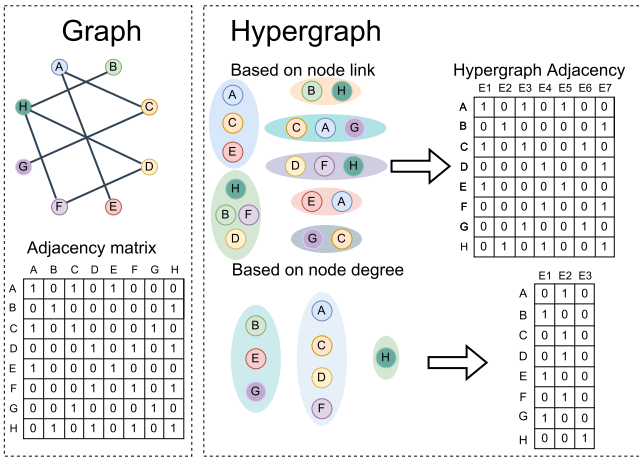 Graph
A B
H C
G D
F E
Adjacency matrix
A B C D E F G H
A 1 0 1 0 1 0 0 0
B 0 1 0 0 0 0 0 1
C 1 0 1 0 0 0 1 0
D 0 0 0 1 0 1 0 1
E 1 0 0 0 1 0 0 0
F 0 0 0 1 0 1 0 1
G 0 0 1 0 0 0 1 0
H 0 1 0 1 0 1 0 1
Hypergraph
Based on node link
A
C
E
B H
C A G
D F H
H
B F
D
E A
G C
Hypergraph Adjacency
E1 E2 E3 E4 E5 E6 E7
A 1 0 1 0 1 0 0
B 0 1 0 0 0 0 1
C 1 0 1 0 0 1 0
D 0 0 0 1 0 0 1
E 1 0 0 0 1 0 0
F 0 0 0 1 0 0 1
G 0 0 1 0 0 1 0
H 0 1 0 1 0 0 1
Based on node degree
B
E
G
A
C
D
F
H
E1 E2 E3
A 0 1 0
B 1 0 0
C 0 1 0
D 0 1 0
E 1 0 0
F 0 1 0
G 1 0 0
H 0 0 1